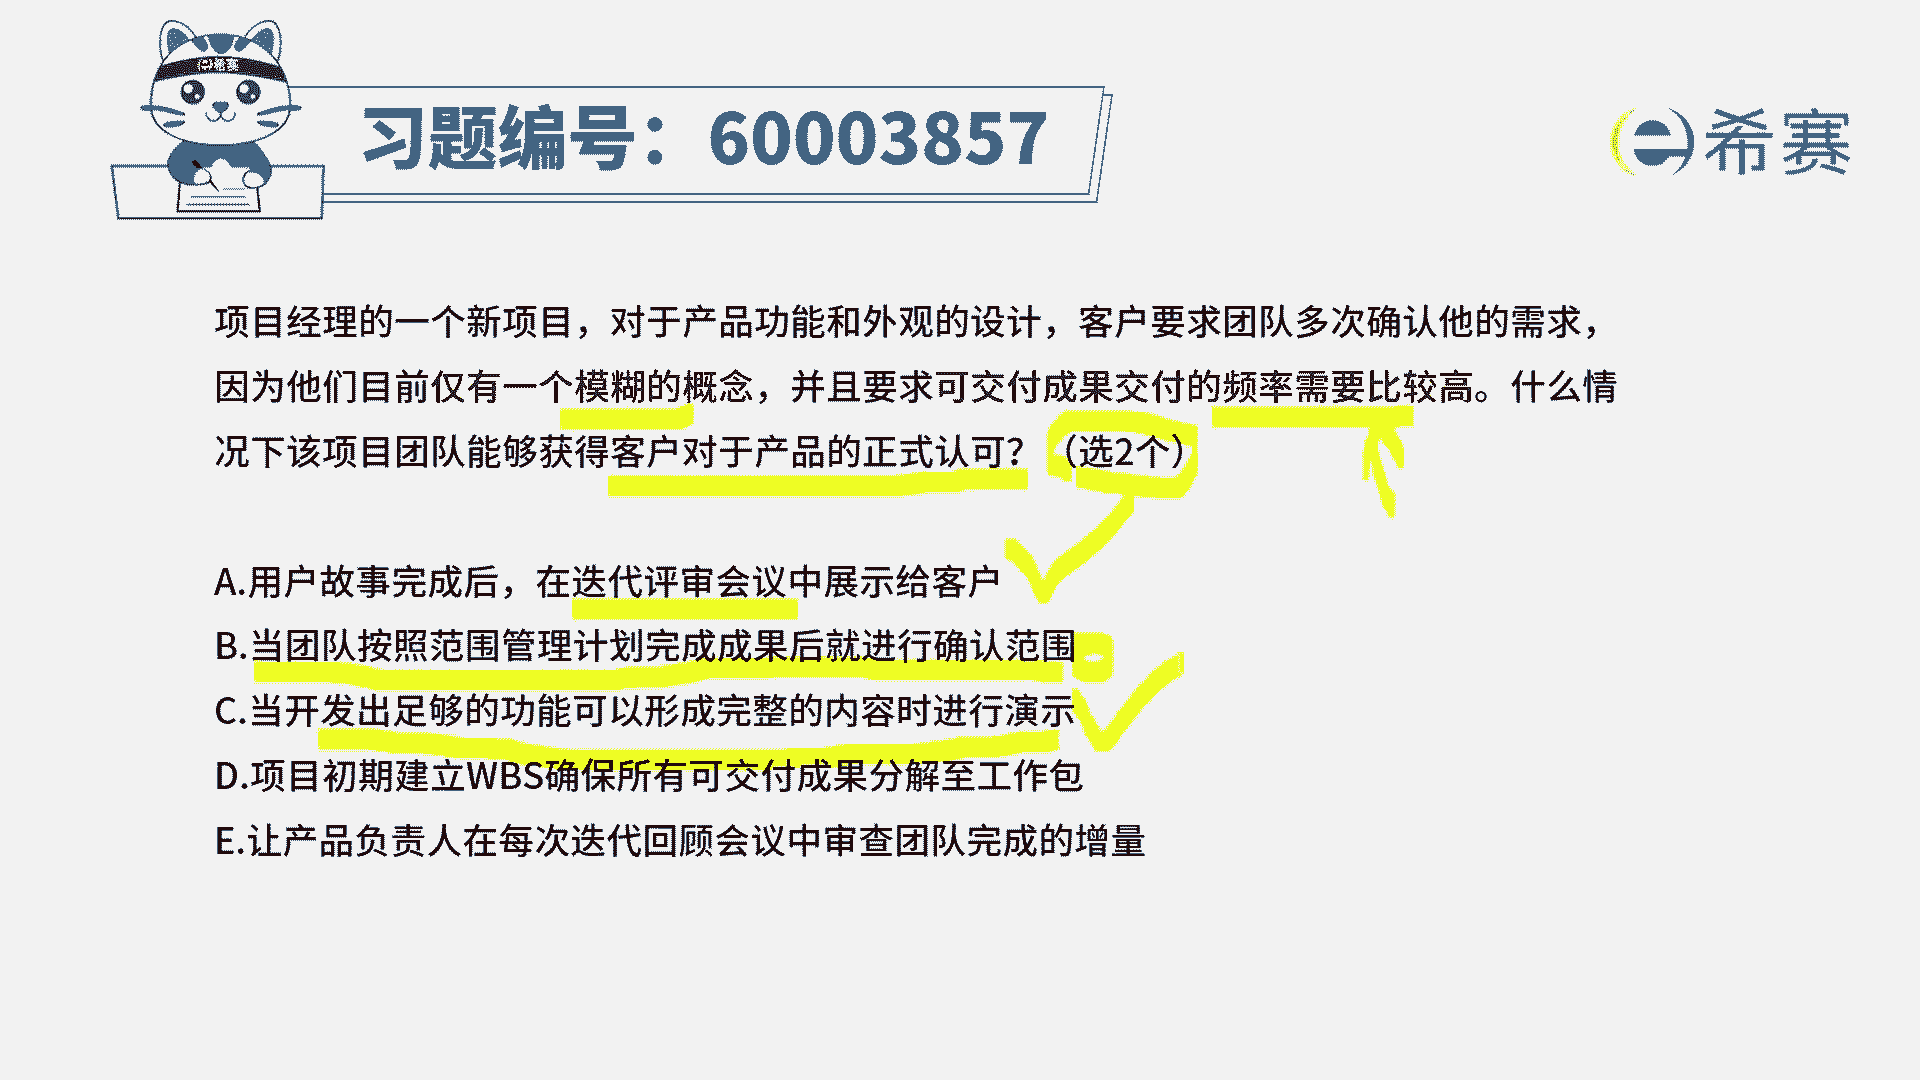 希赛
习题编号：60003857
希赛
项目经理的一个新项目，对于产品功能和外观的设计，客户要求团队多次确认他的需求，
因为他们目前仅有一个模糊的概念，并且要求可交付成果交付的频率需要比较高。什么情
况下该项目团队能够获得客户对于产品的正式认可？（选2个）
A.用户故事完成后，在迭代评审会议中展示给客户
B.当团队按照范围管理计划完成成果后就进行确认范围
C.当开发出足够的功能可以形成完整的内容时进行演示
D.项目初期建立WBS确保所有可交付成果分解至工作包
E.让产品负责人在每次迭代回顾会议中审查团队完成的增量